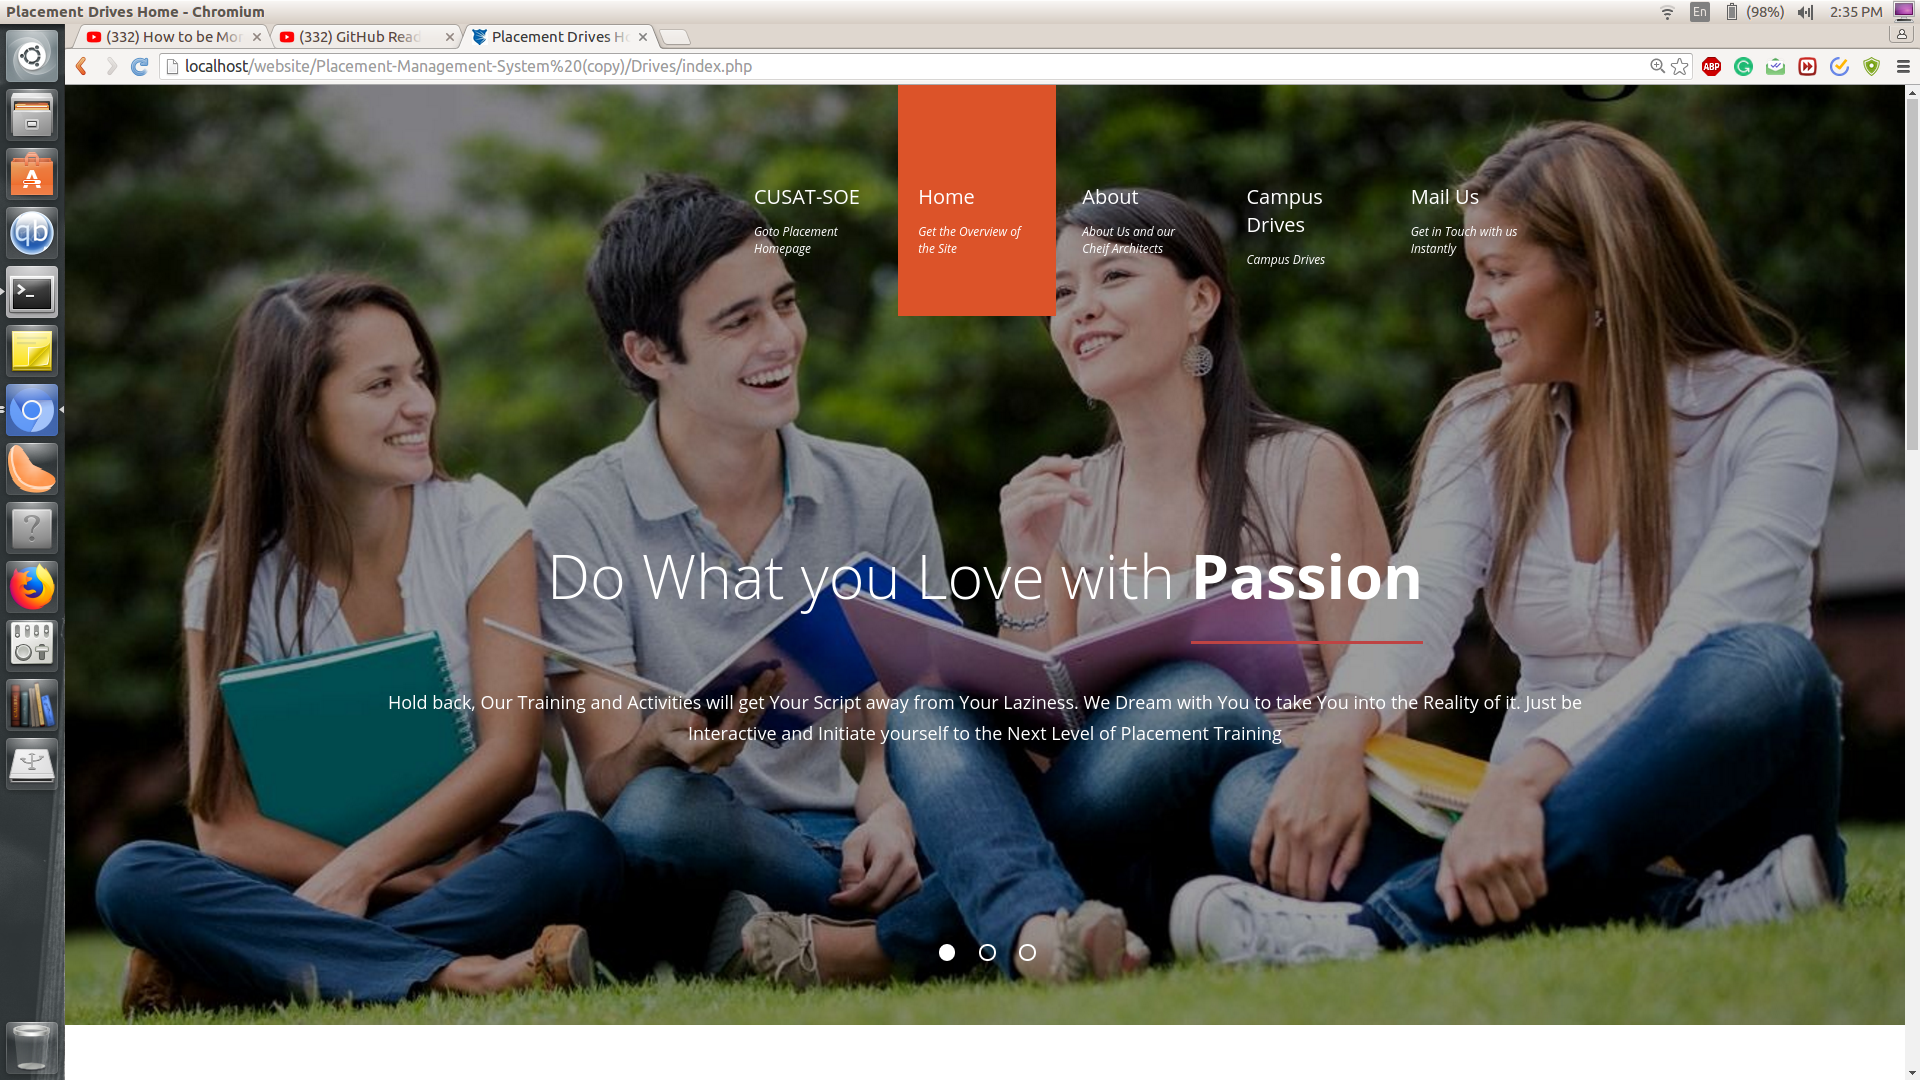 Placement Drives Home - Chromium
En
(98%)
2:35 PM
(332) How to be Mor
(332) GitHub Read
Placement Drives Ho
localhost/website/Placement-Management-System%20(copy)/Drives/index.php
ABP
CUSAT-SOE
Goto Placement
Homepage
Home
Get the Overview of
the Site
About
About Us and our
Cheif Architects
Campus
Drives
Campus Drives
Mail Us
Get in Touch with us
Instantly
qb
Do What you Love with Passion
Hold back, Our Training and Activities will get Your Script away from Your Laziness. We Dream with You to take You into the Reality of it. Just be
Interactive and Initiate yourself to the Next Level of Placement Training